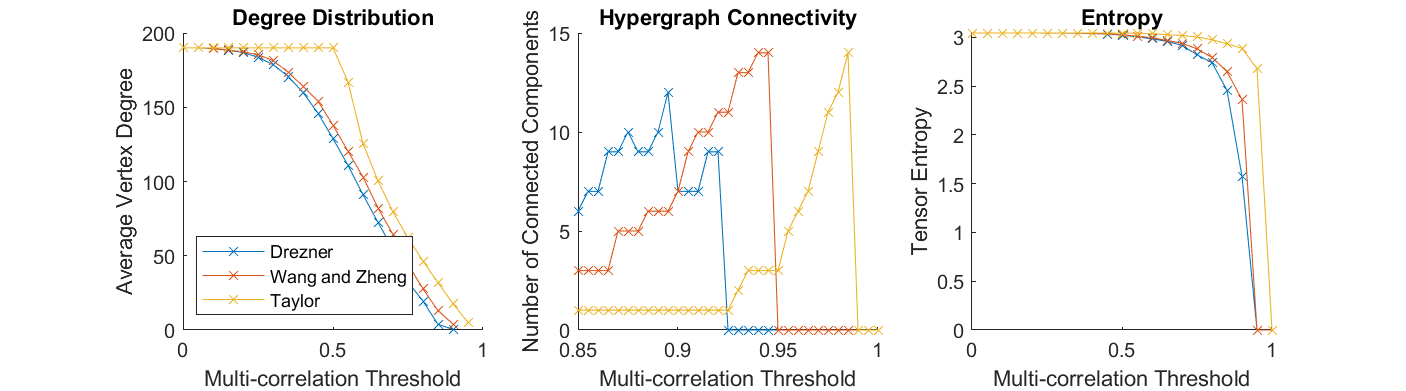 Degree Distribution
Average Vertex Degree
200
150
100
50
0
0
0.5
1
Multi-correlation Threshold
Drezner
Wang and Zheng
Taylor
Hypergraph Connectivity
Number of Connected Components
15
10
5
0
0.85
0.9
0.95
1
Multi-correlation Threshold
Entropy
Tensor Entropy
3
2.5
2
1.5
1
0.5
0
0
0.5
1
Multi-correlation Threshold